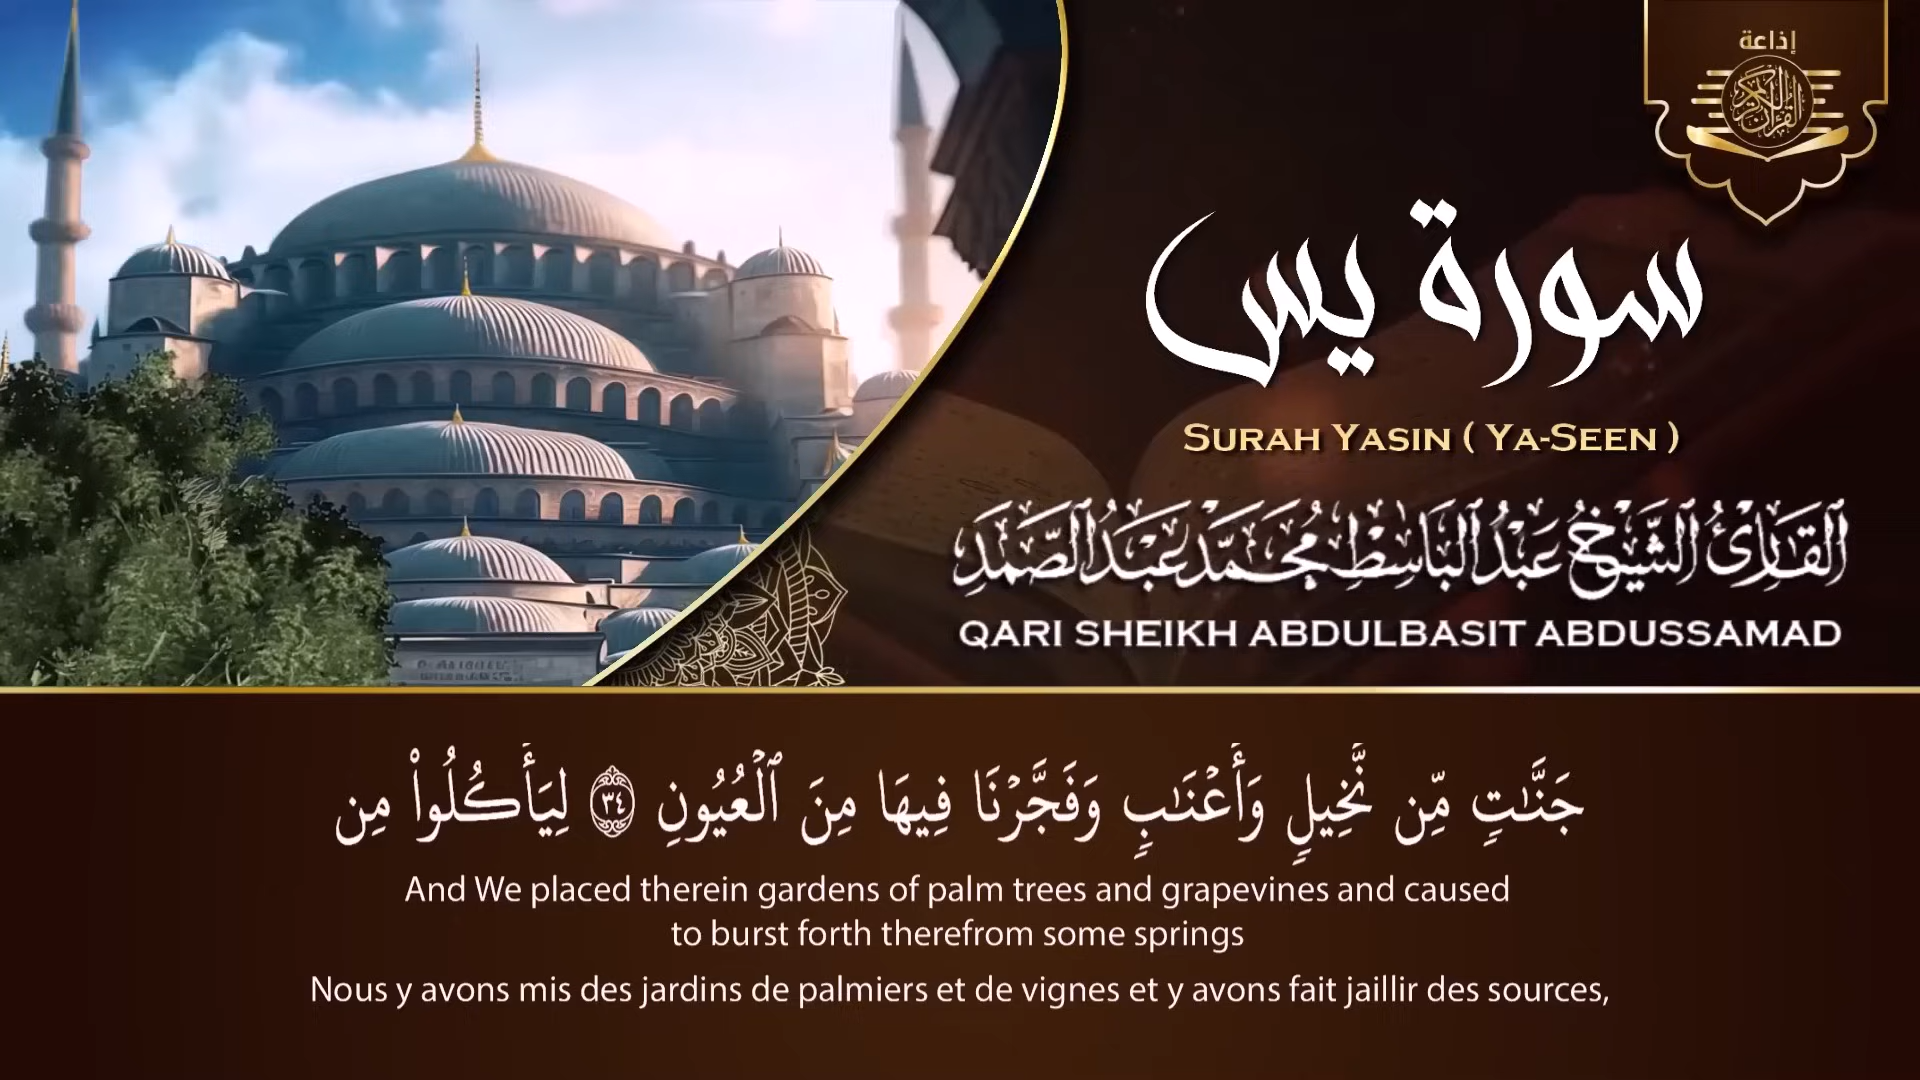 إذاعة
القرآن الكريم
سورة يس
SURAH YASIN ( YA-SEEN )
القارئ الشيخ عبد الباسط محمد عبد الصمد
QARI SHEIKH ABDULBASIT ABDUSSAMAD
جَنَّٰتٍ مِّن نَّخِيلٍ وَأَعْنَٰبٍ وَفَجَّرْنَا فِيهَا مِنَ ٱلْعُيُونِ ٣٤ لِيَأْكُلُوا۟ مِن
And We placed therein gardens of palm trees and grapevines and caused
to burst forth therefrom some springs
Nous y avons mis des jardins de palmiers et de vignes et y avons fait jaillir des sources,